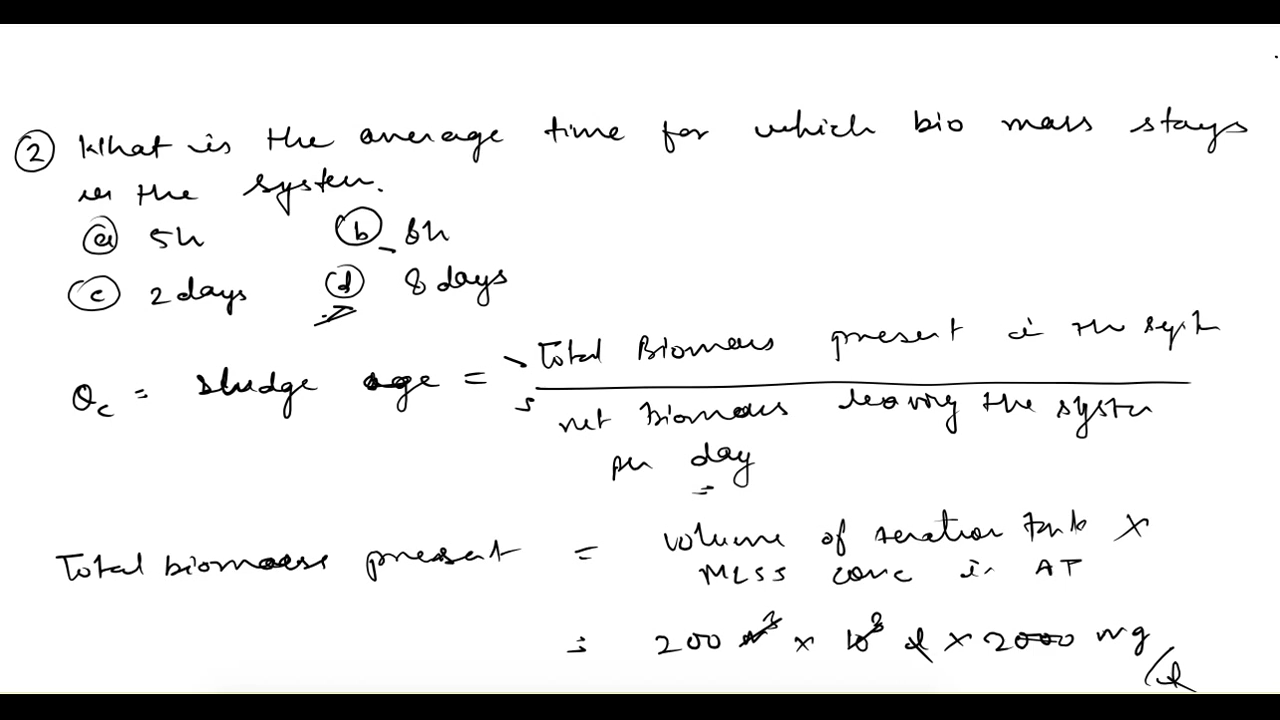 ② What is the average time for which bio mass stays
in the system.
ⓐ 5h ⓑ 8h
ⓒ 2 days ⓓ 8 days
θc = sludge age = Total Biomass present in the
net Biomass leaving the system
per day
Total biomass present = volume of aeration tank ×
MLSS conc in AT
= 200 m³ × 10³ l × 2000 mg/l